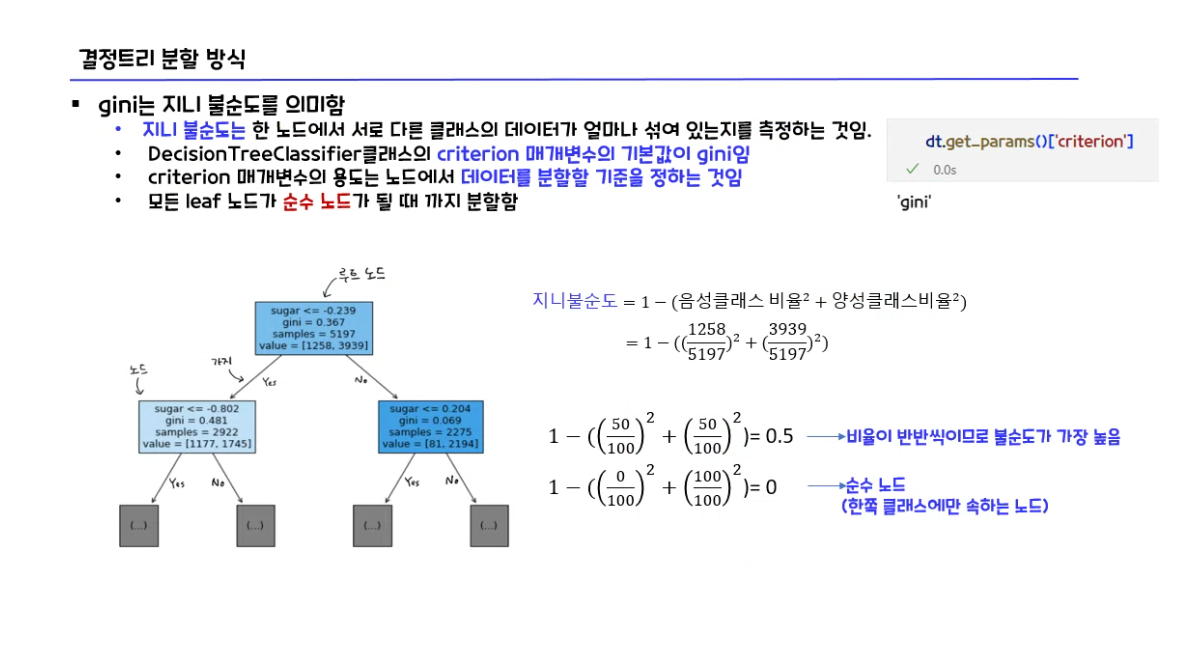 결정트리 분할 방식
▪ gini는 지니 불순도를 의미함
• 지니 불순도는 한 노드에서 서로 다른 클래스의 데이터가 얼마나 섞여 있는지를 측정하는 것임.
• DecisionTreeClassifier클래스의 criterion 매개변수의 기본값이 gini임
• criterion 매개변수의 용도는 노드에서 데이터를 분할할 기준을 정하는 것임
• 모든 leaf 노드가 순수 노드가 될 때 까지 분할함
dt.get_params()['criterion']
✓ 0.0s
'gini'
루트 노드
sugar <= -0.239
gini = 0.367
samples = 5197
value = [1258, 3939]
가지
노드
Yes
No
sugar <= -0.802
gini = 0.481
samples = 2922
value = [1177, 1745]
sugar <= 0.204
gini = 0.069
samples = 2275
value = [81, 2194]
Yes
No
Yes
No
(...)
(...)
(...)
(...)
지니불순도 = 1 − (음성클래스 비율² + 양성클래스비율²)
= 1 − ((1258/5197)² + (3939/5197)²)
1 − ((50/100)² + (50/100)²)= 0.5
비율이 반반씩이므로 불순도가 가장 높음
1 − ((0/100)² + (100/100)²)= 0
순수 노드
(한쪽 클래스에만 속하는 노드)